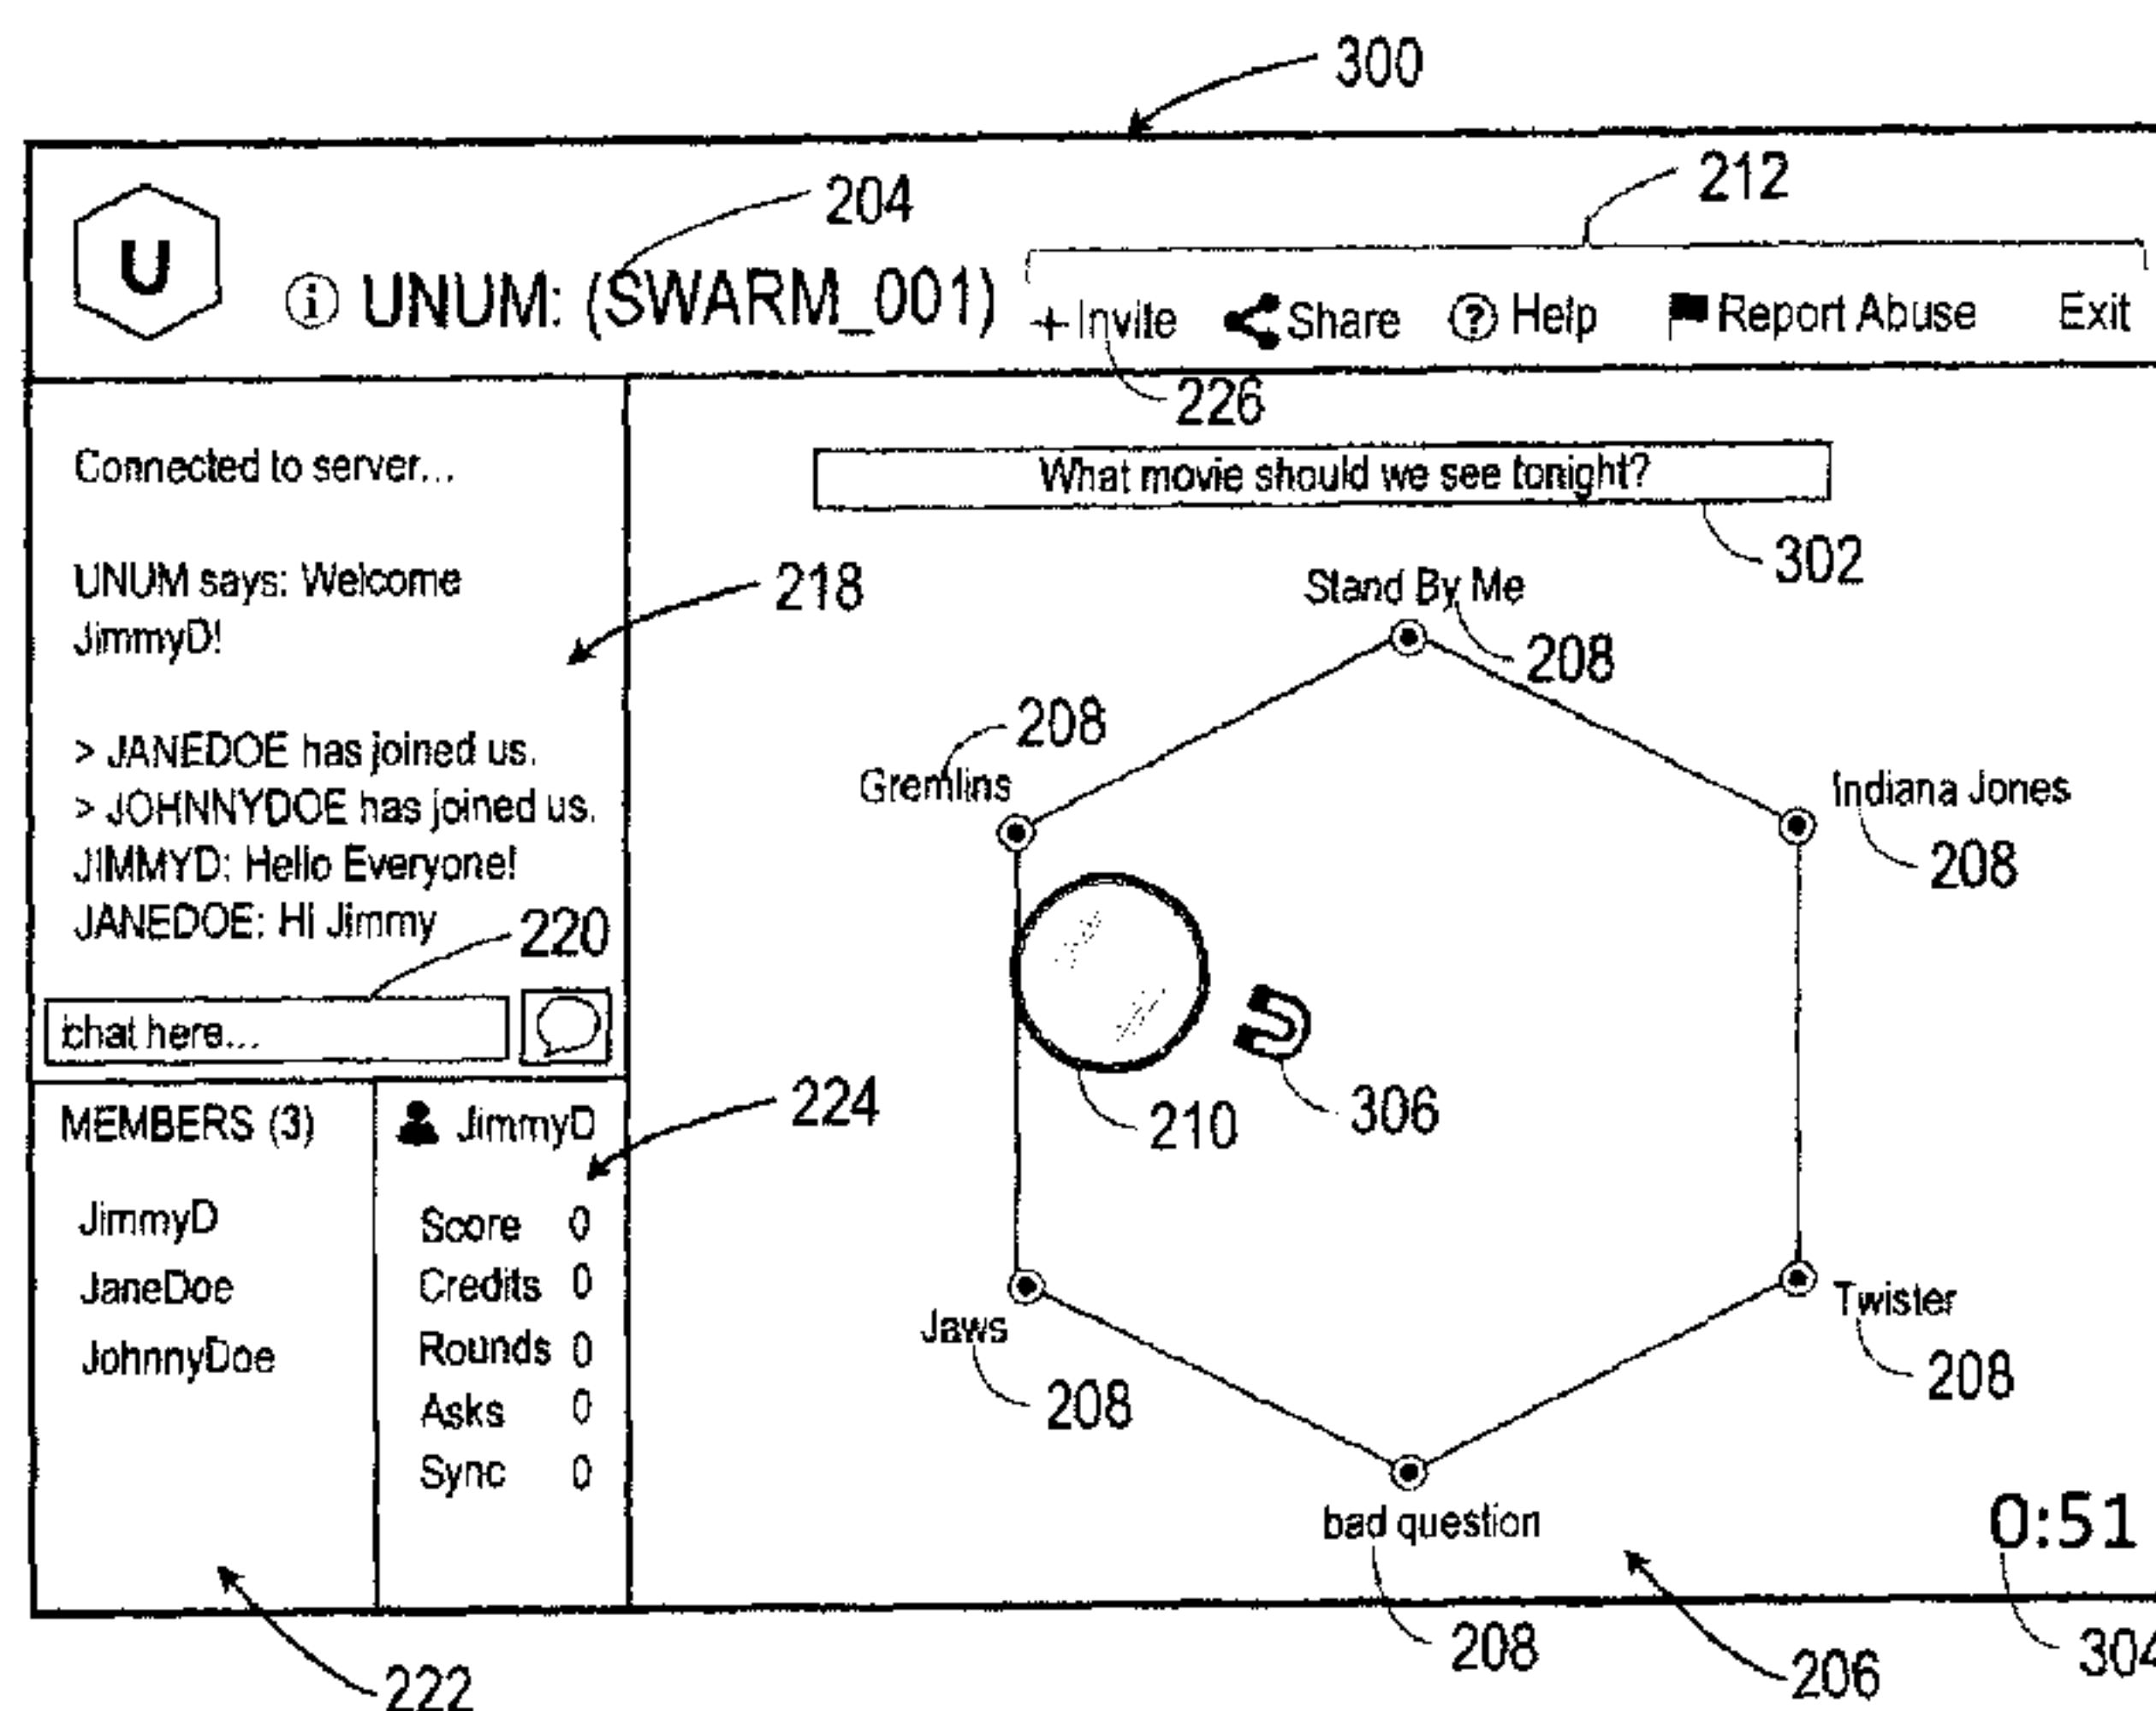 300
204
212
U
i UNUM: (SWARM_001)
+ Invite Share ? Help Report Abuse Exit
226
Connected to server...
UNUM says: Welcome
JimmyD!
218
> JANEDOE has joined us.
> JOHNNYDOE has joined us.
JIMMYD: Hello Everyone!
JANEDOE: Hi Jimmy
220
chat here...
MEMBERS (3)
JimmyD
JaneDoe
JohnnyDoe
222
JimmyD
224
Score 0
Credits 0
Rounds 0
Asks 0
Sync 0
What movie should we see tonight?
302
Stand By Me
208
208
Gremlins
Indiana Jones
208
210
306
Jaws
208
Twister
208
bad question
208
206
0:51
304